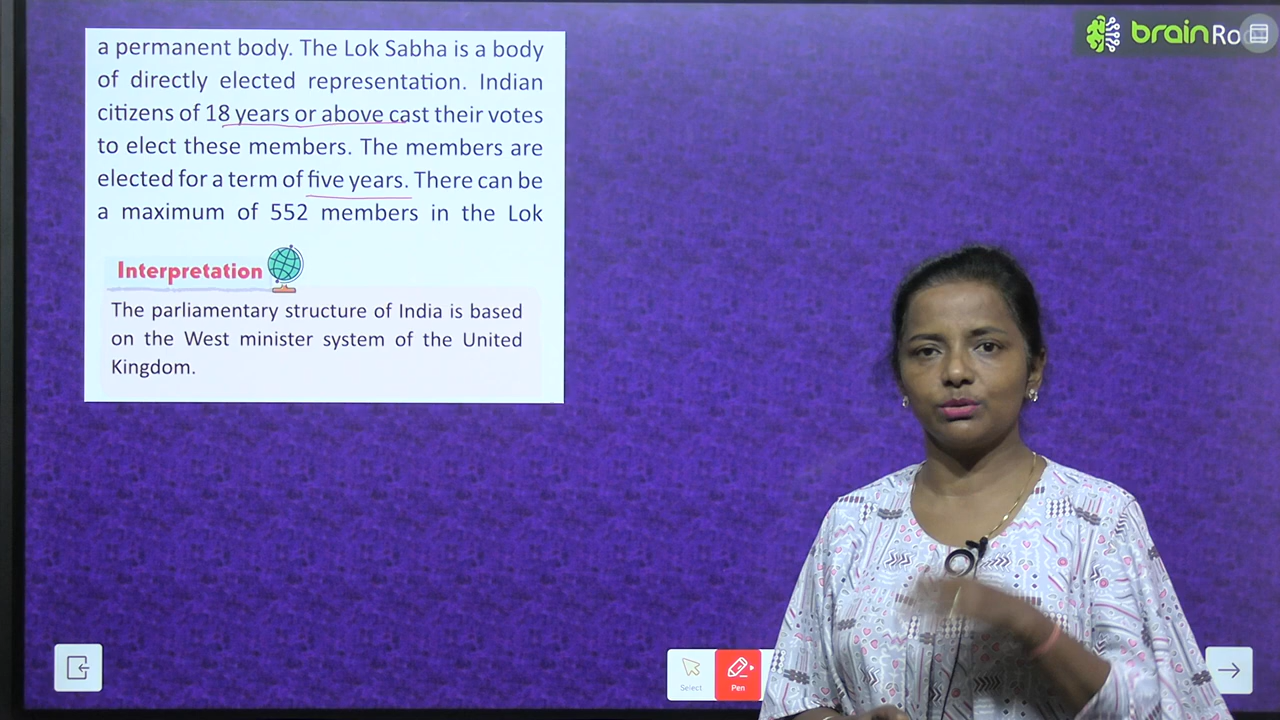 a permanent body. The Lok Sabha is a body
of directly elected representation. Indian
citizens of 18 years or above cast their votes
to elect these members. The members are
elected for a term of five years. There can be
a maximum of 552 members in the Lok
Interpretation
The parliamentary structure of India is based
on the West minister system of the United
Kingdom.
brain
Select
Pen